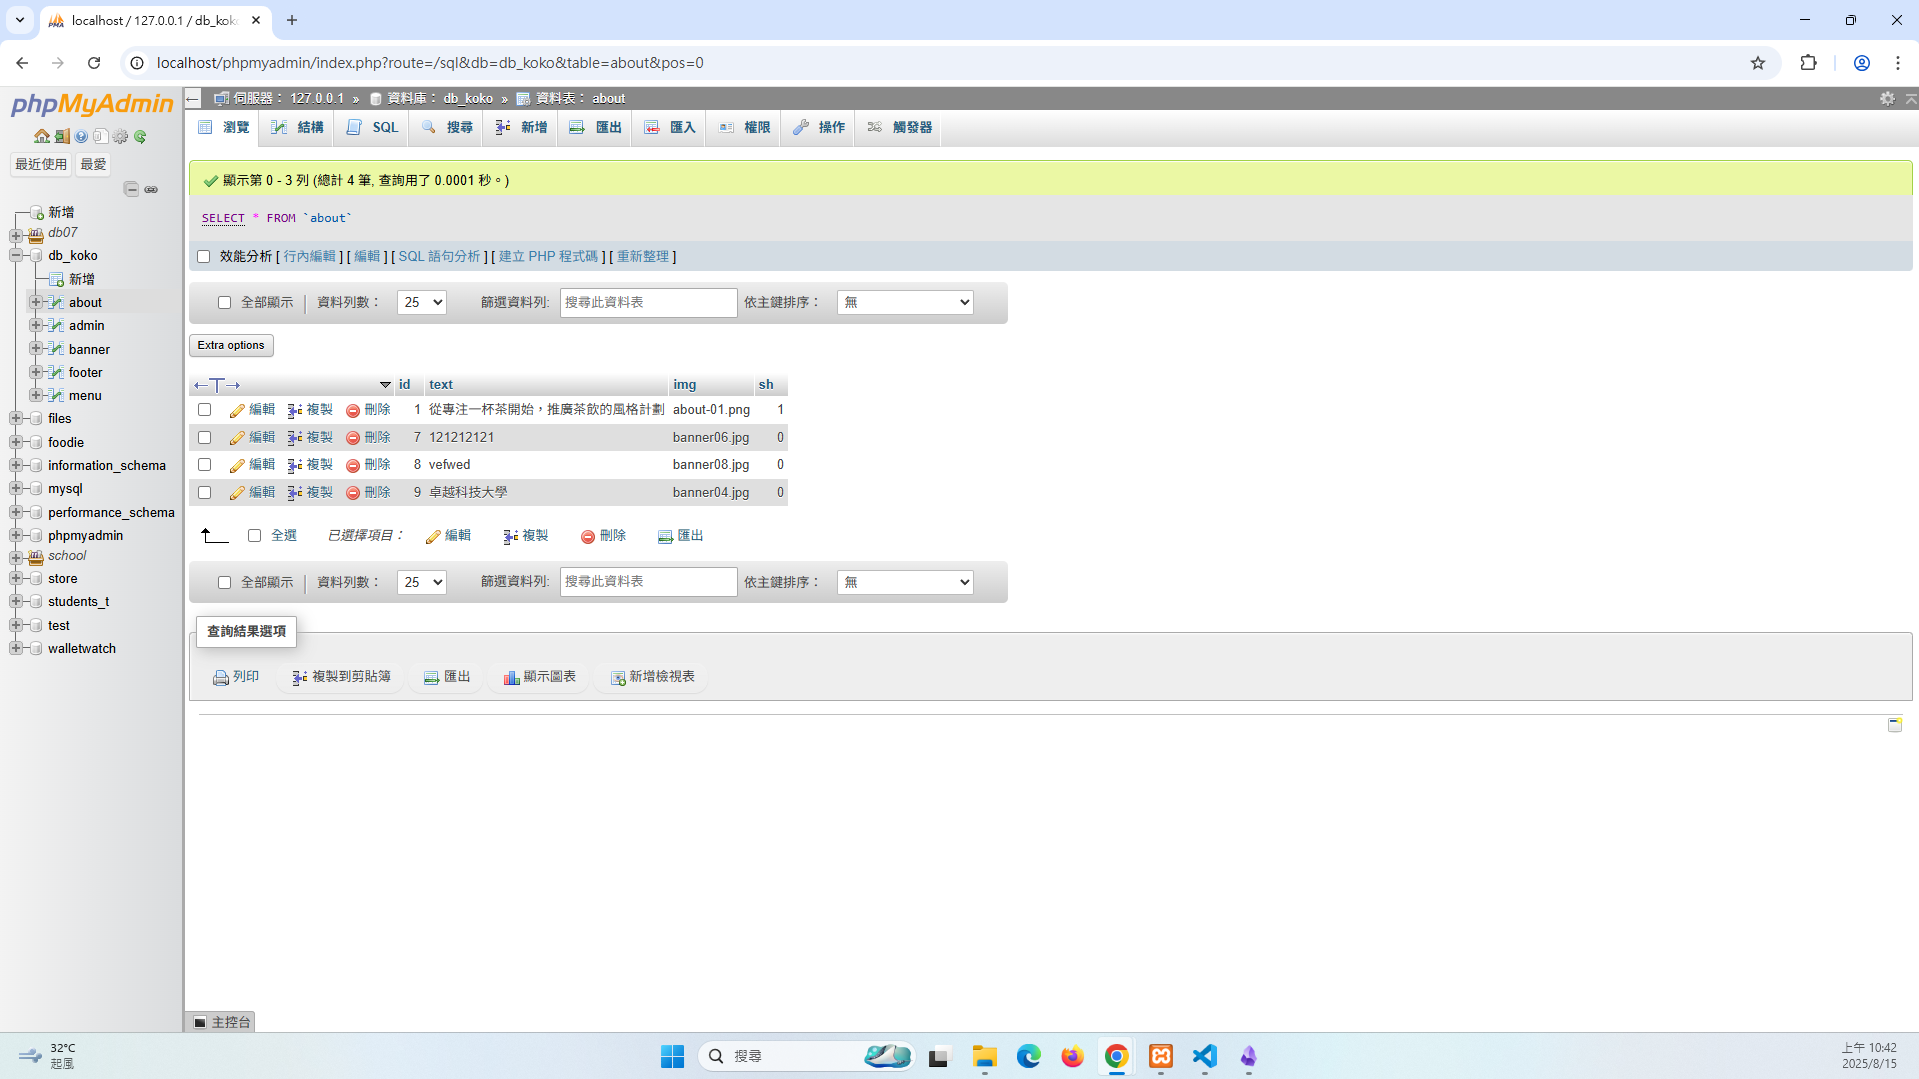 localhost / 127.0.0.1 / db_kok
localhost/phpmyadmin/index.php?route=/sql&db=db_koko&table=about&pos=0
phpMyAdmin
最近使用 最愛
新增
db07
db_koko
新增
about
admin
banner
footer
menu
files
foodie
information_schema
mysql
performance_schema
phpmyadmin
school
store
students_t
test
walletwatch
伺服器： 127.0.0.1 » 資料庫： db_koko » 資料表： about
瀏覽 結構 SQL 搜尋 新增 匯出 匯入 權限 操作 觸發器
顯示第 0 - 3 列 (總計 4 筆, 查詢用了 0.0001 秒。)
SELECT * FROM `about`
效能分析 [ 行內編輯 ] [ 編輯 ] [ SQL 語句分析 ] [ 建立 PHP 程式碼 ] [ 重新整理 ]
全部顯示 資料列數： 25 篩選資料列: 搜尋此資料表 依主鍵排序： 無
Extra options
←T→ id text img sh
編輯 複製 刪除 1 從專注一杯茶開始，推廣茶飲的風格計劃 about-01.png 1
編輯 複製 刪除 7 121212121 banner06.jpg 0
編輯 複製 刪除 8 vefwed banner08.jpg 0
編輯 複製 刪除 9 卓越科技大學 banner04.jpg 0
全選 已選擇項目： 編輯 複製 刪除 匯出
全部顯示 資料列數： 25 篩選資料列: 搜尋此資料表 依主鍵排序： 無
查詢結果選項
列印 複製到剪貼簿 匯出 顯示圖表 新增檢視表
主控台
32°C
起風
搜尋
上午 10:42
2025/8/15